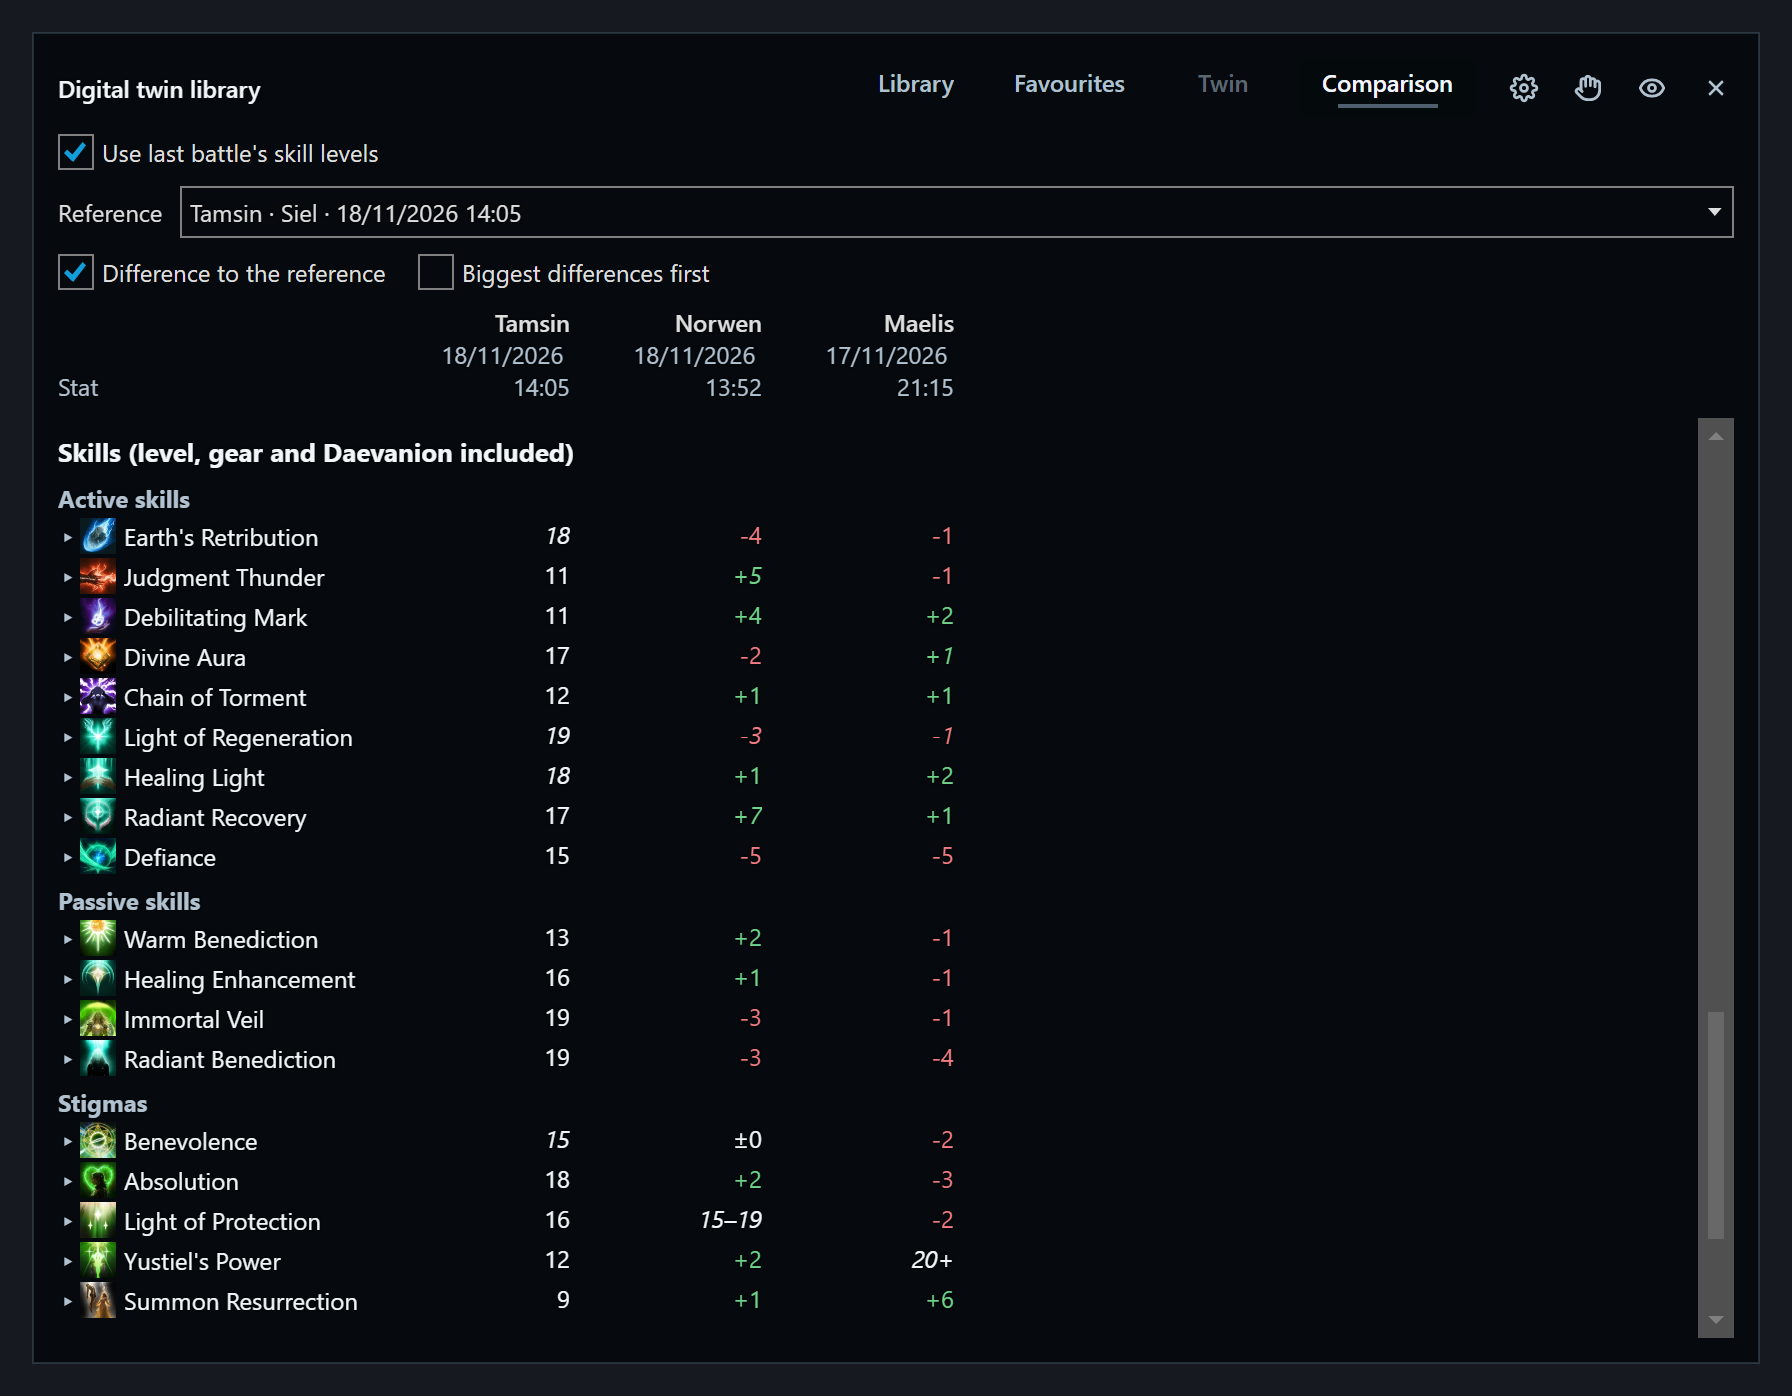 Digital twin library
Library Favourites Twin Comparison
Use last battle's skill levels
Reference Tamsin · Siel · 18/11/2026 14:05
Difference to the reference Biggest differences first
Tamsin Norwen Maelis
18/11/2026 18/11/2026 17/11/2026
Stat 14:05 13:52 21:15
Skills (level, gear and Daevanion included)
Active skills
Earth's Retribution 18 -4 -1
Judgment Thunder 11 +5 -1
Debilitating Mark 11 +4 +2
Divine Aura 17 -2 +1
Chain of Torment 12 +1 +1
Light of Regeneration 19 -3 -1
Healing Light 18 +1 +2
Radiant Recovery 17 +7 +1
Defiance 15 -5 -5
Passive skills
Warm Benediction 13 +2 -1
Healing Enhancement 16 +1 -1
Immortal Veil 19 -3 -1
Radiant Benediction 19 -3 -4
Stigmas
Benevolence 15 ±0 -2
Absolution 18 +2 -3
Light of Protection 16 15–19 -2
Yustiel's Power 12 +2 20+
Summon Resurrection 9 +1 +6